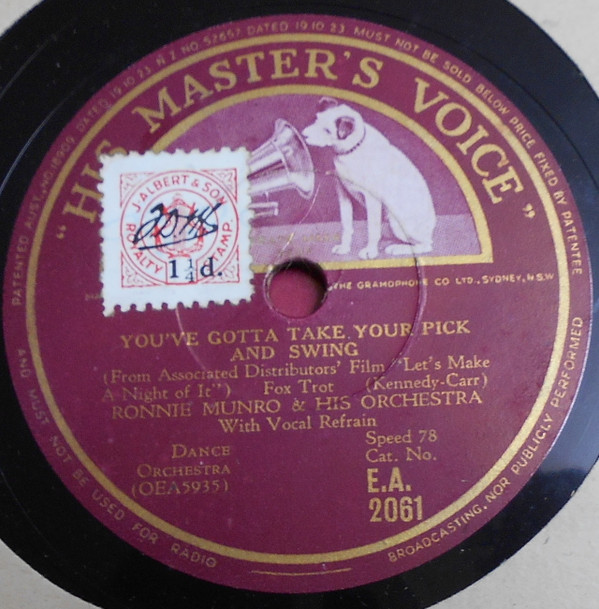 PATENTED AUST. NO. 18909, DATED 19.10.23. N Z NO 52657 DATED 19.10.23. MUST NOT BE SOLD BELOW PRICE FIXED BY PATENTEE
AND MUST NOT BE USED FOR RADIO BROADCASTING, NOR PUBLICLY PERFORMED
"HIS MASTER'S VOICE"
J. ALBERT & SON
ROYALTY STAMP.
1¼d.
THE GRAMOPHONE CO LTD., SYDNEY, N.S.W
YOU'VE GOTTA TAKE YOUR PICK
AND SWING
(From Associated Distributors' Film "Let's Make
A Night of It") Fox Trot (Kennedy-Carr)
RONNIE MUNRO & HIS ORCHESTRA
With Vocal Refrain
DANCE
ORCHESTRA
(OEA5935)
Speed 78
Cat. No.
E.A.
2061